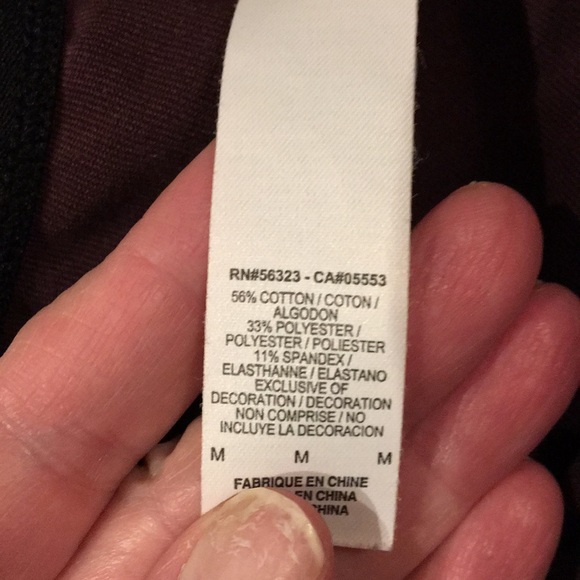 RN#56323 - CA#05553
56% COTTON / COTON /
ALGODON
33% POLYESTER /
POLYESTER / POLIESTER
11% SPANDEX /
ELASTHANNE / ELASTANO
EXCLUSIVE OF
DECORATION / DECORATION
NON COMPRISE / NO
INCLUYE LA DECORACION
M M M
FABRIQUE EN CHINE
EN CHINA
CHINA